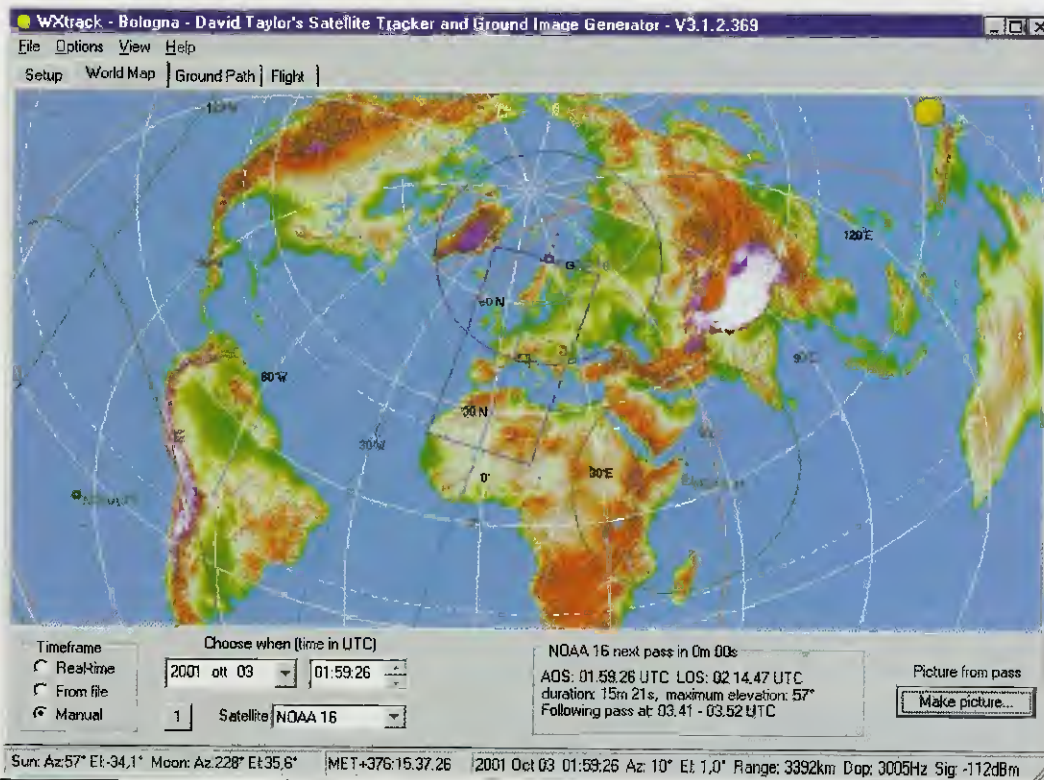 WXtrack - Bologna - David Taylor's Satellite Tracker and Ground Image Generator - V3.1.2.369
File Options View Help
Setup World Map Ground Path Flight
120°E
60°N
90°E
60°W
30°N
30°W
0°
30°E
Timeframe
Real-time
From file
Manual
Choose when (time in UTC)
2001 ott 03 01:59:26
1 Satellite NOAA 16
NOAA 16 next pass in 0m 00s
AOS: 01.59.26 UTC LOS: 02 14.47 UTC
duration: 15m 21s, maximum elevation: 57°
Following pass at: 03.41 - 03.52 UTC
Picture from pass
Make picture...
Sun: Az:57° El:-34,1° Moon: Az:228° El:35,6° MET+376:15.37.26 2001 Oct 03 01:59:26 Az: 10° El: 1,0° Range: 3392km Dop: 3005Hz Sig: -112dBm